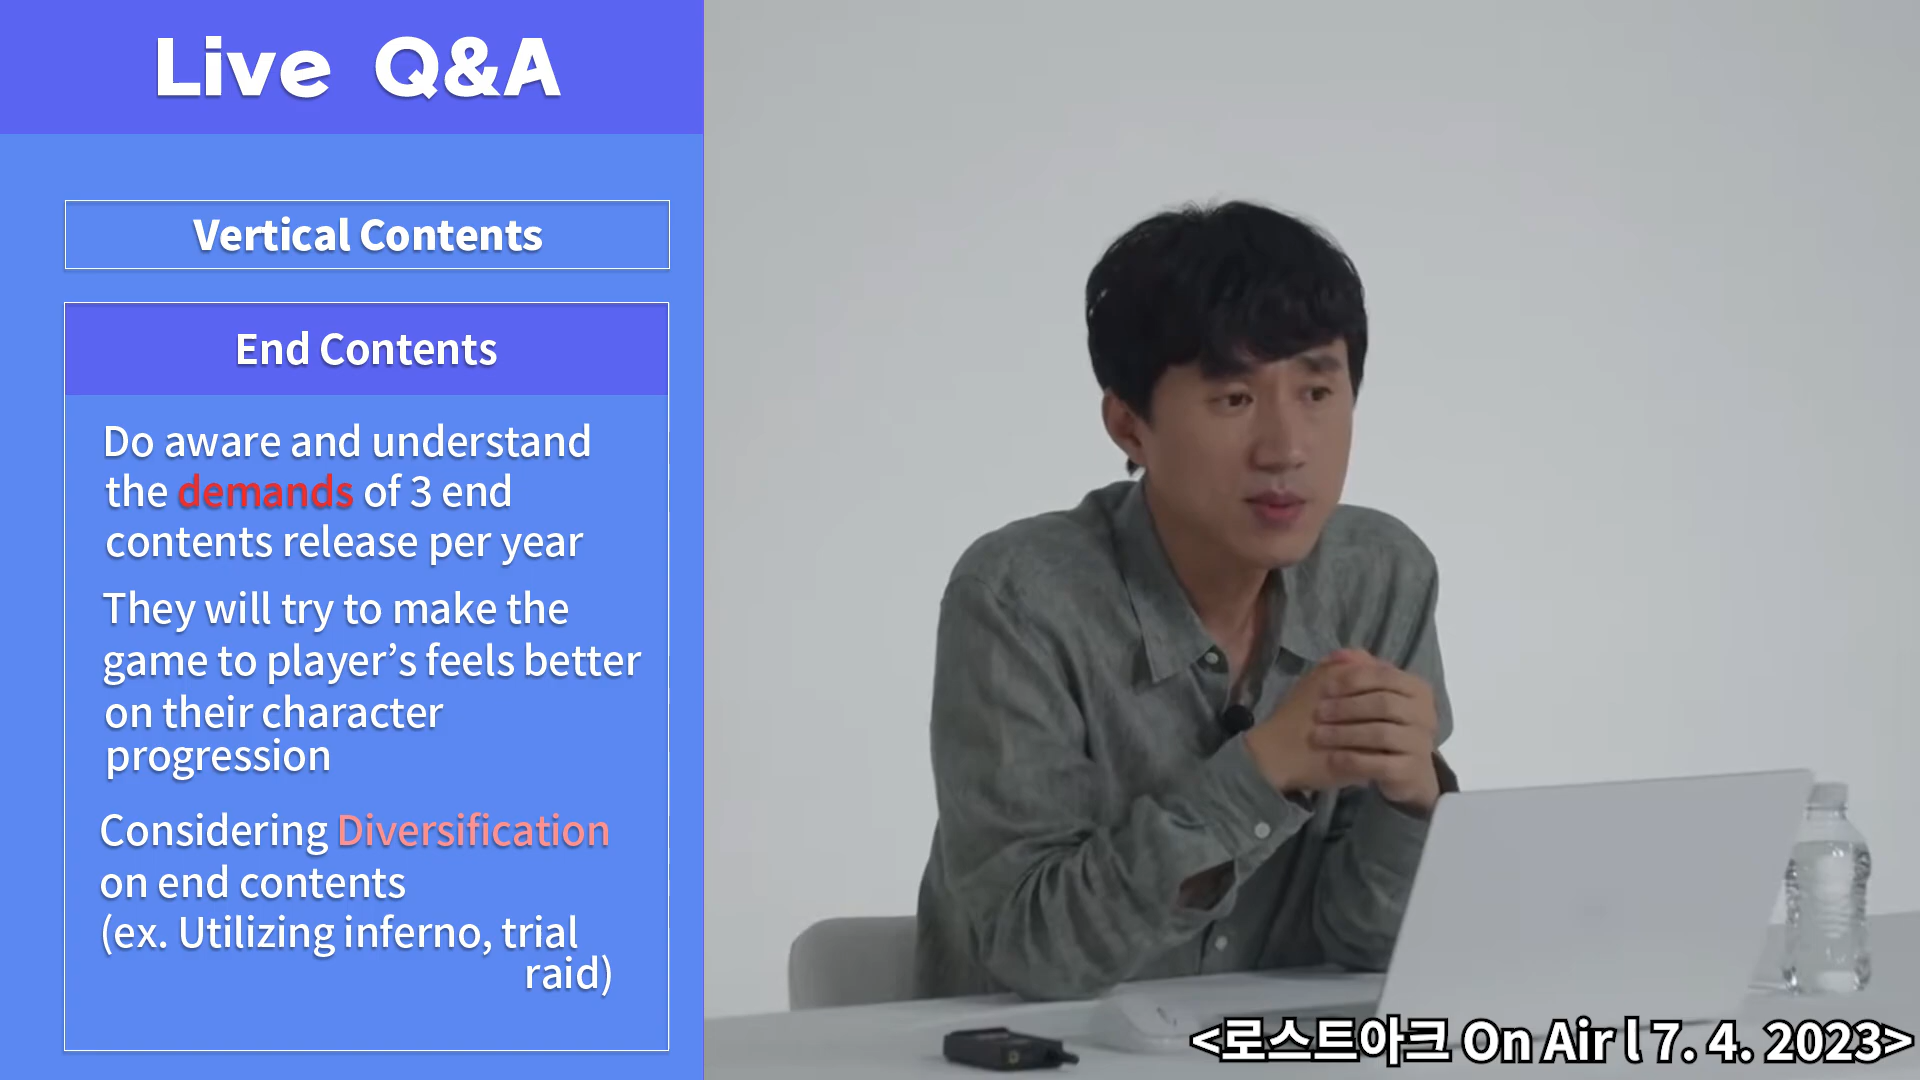 Live Q&A
Vertical Contents
End Contents
Do aware and understand
the demands of 3 end
contents release per year
They will try to make the
game to player’s feels better
on their character
progression
Considering Diversification
on end contents
(ex. Utilizing inferno, trial
raid)
<로스트아크 On Air l 7. 4. 2023>